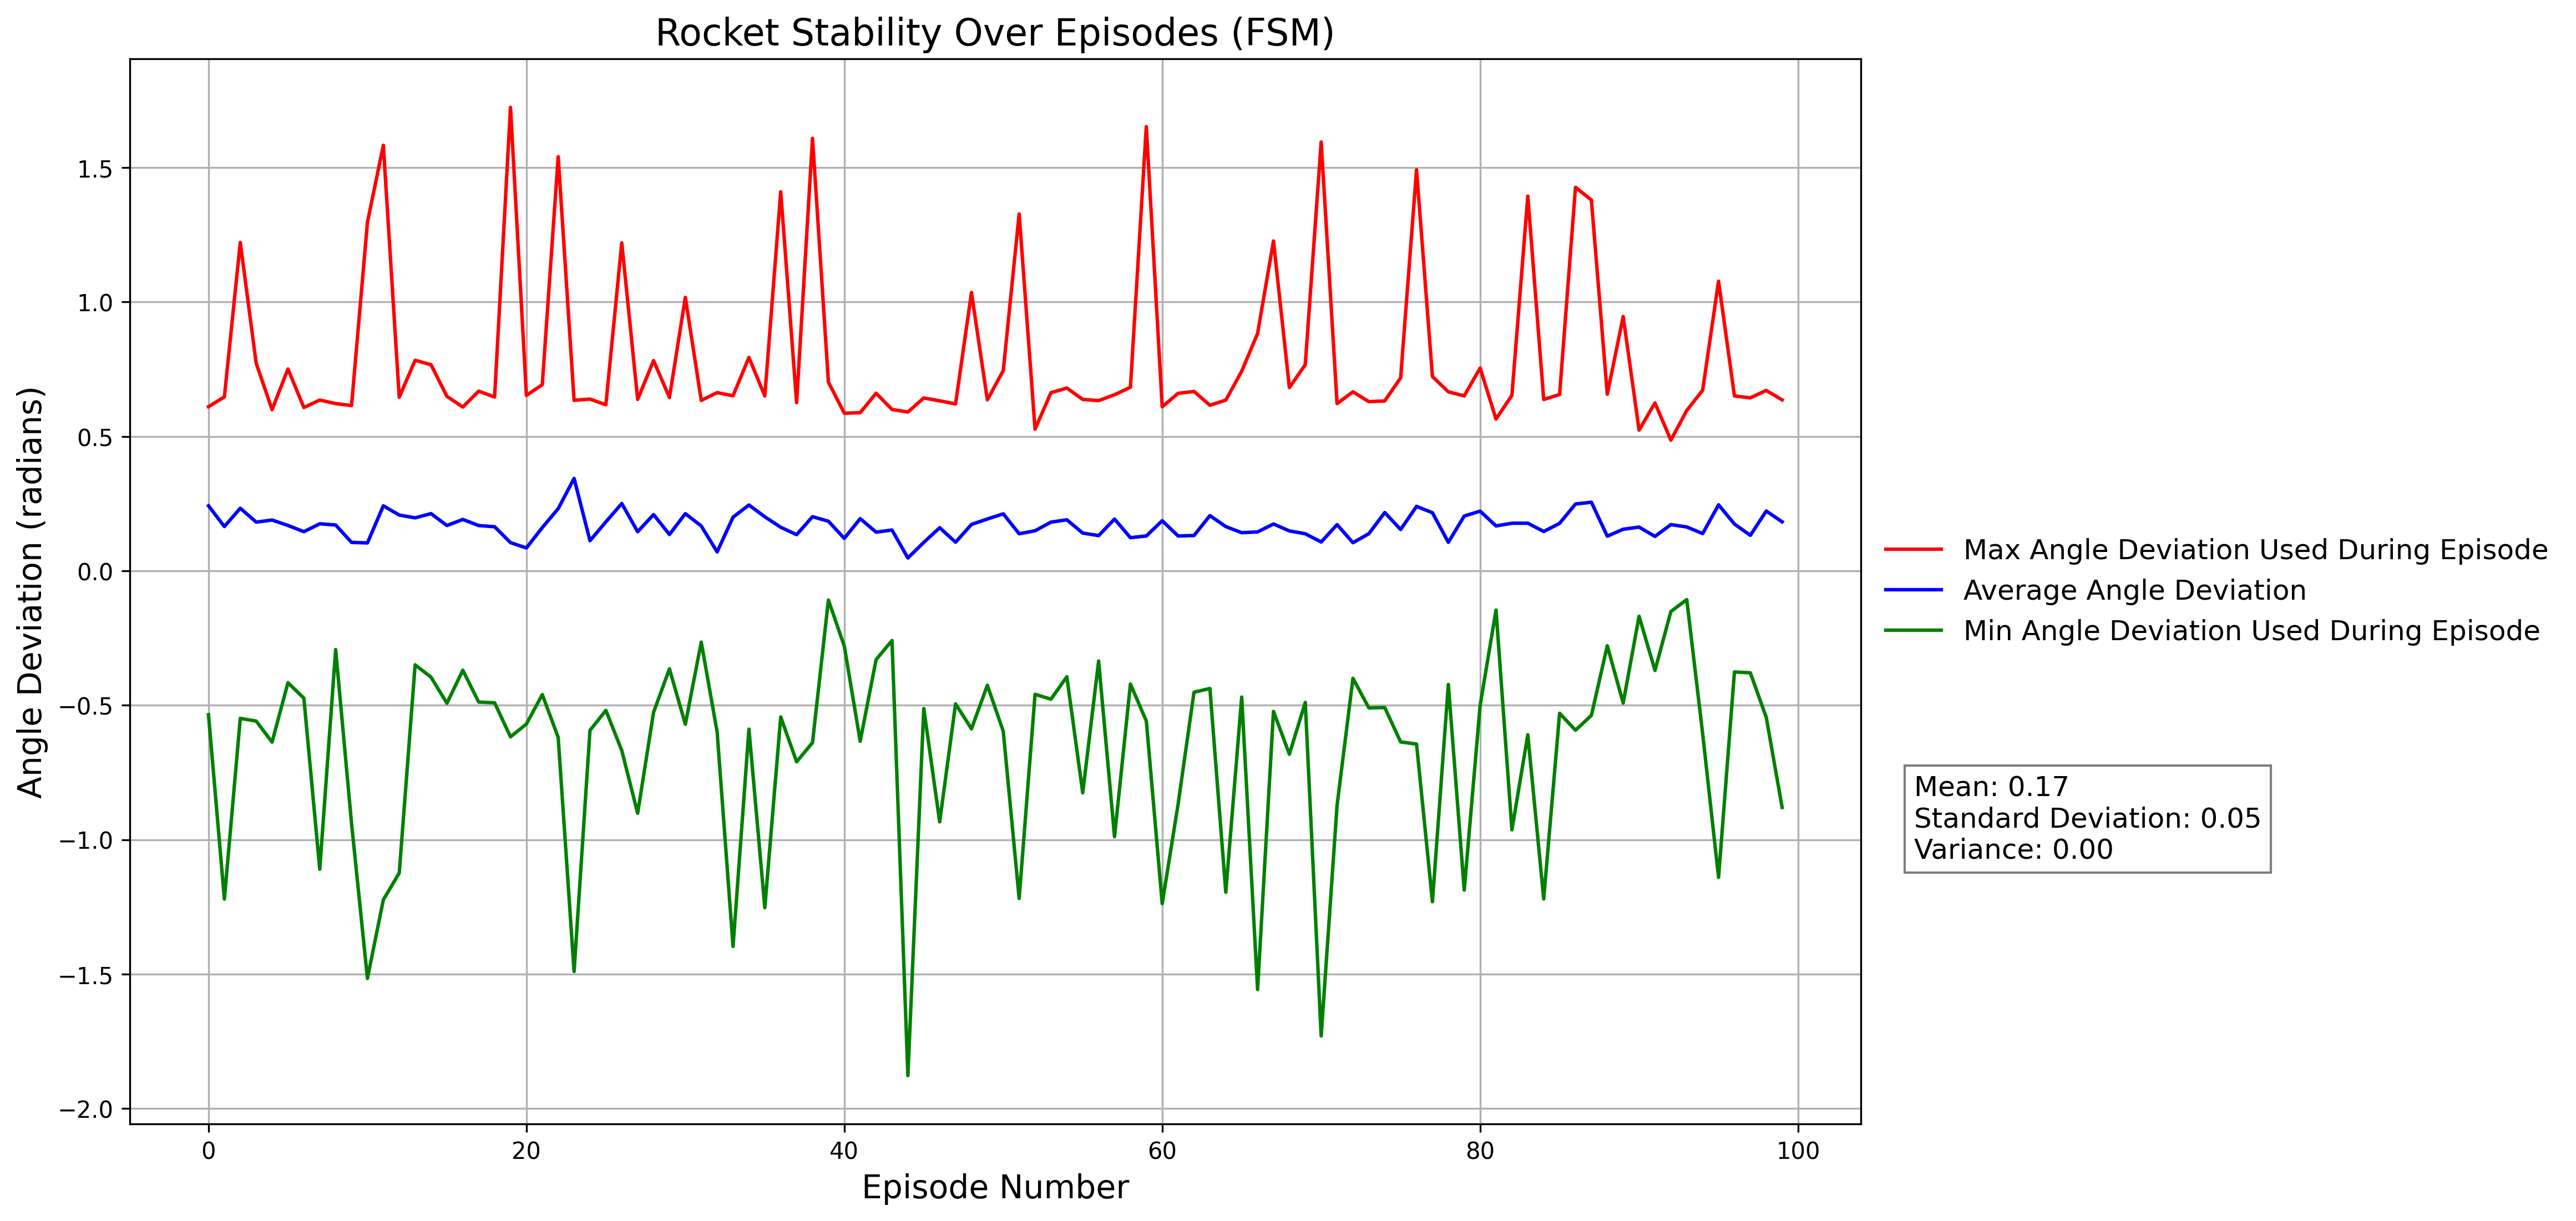 Rocket Stability Over Episodes (FSM)
Angle Deviation (radians)
1.5
1.0
0.5
0.0
−0.5
−1.0
−1.5
−2.0
0
20
40
60
80
100
Episode Number
Max Angle Deviation Used During Episode
Average Angle Deviation
Min Angle Deviation Used During Episode
Mean: 0.17
Standard Deviation: 0.05
Variance: 0.00